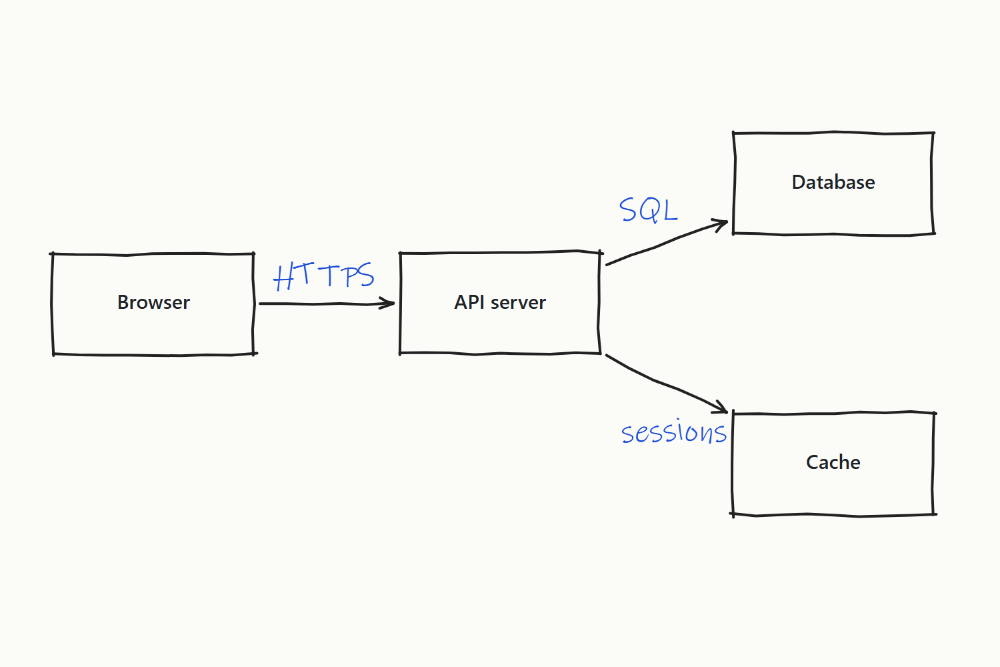 Browser
HTTPS
API server
SQL
Database
sessions
Cache